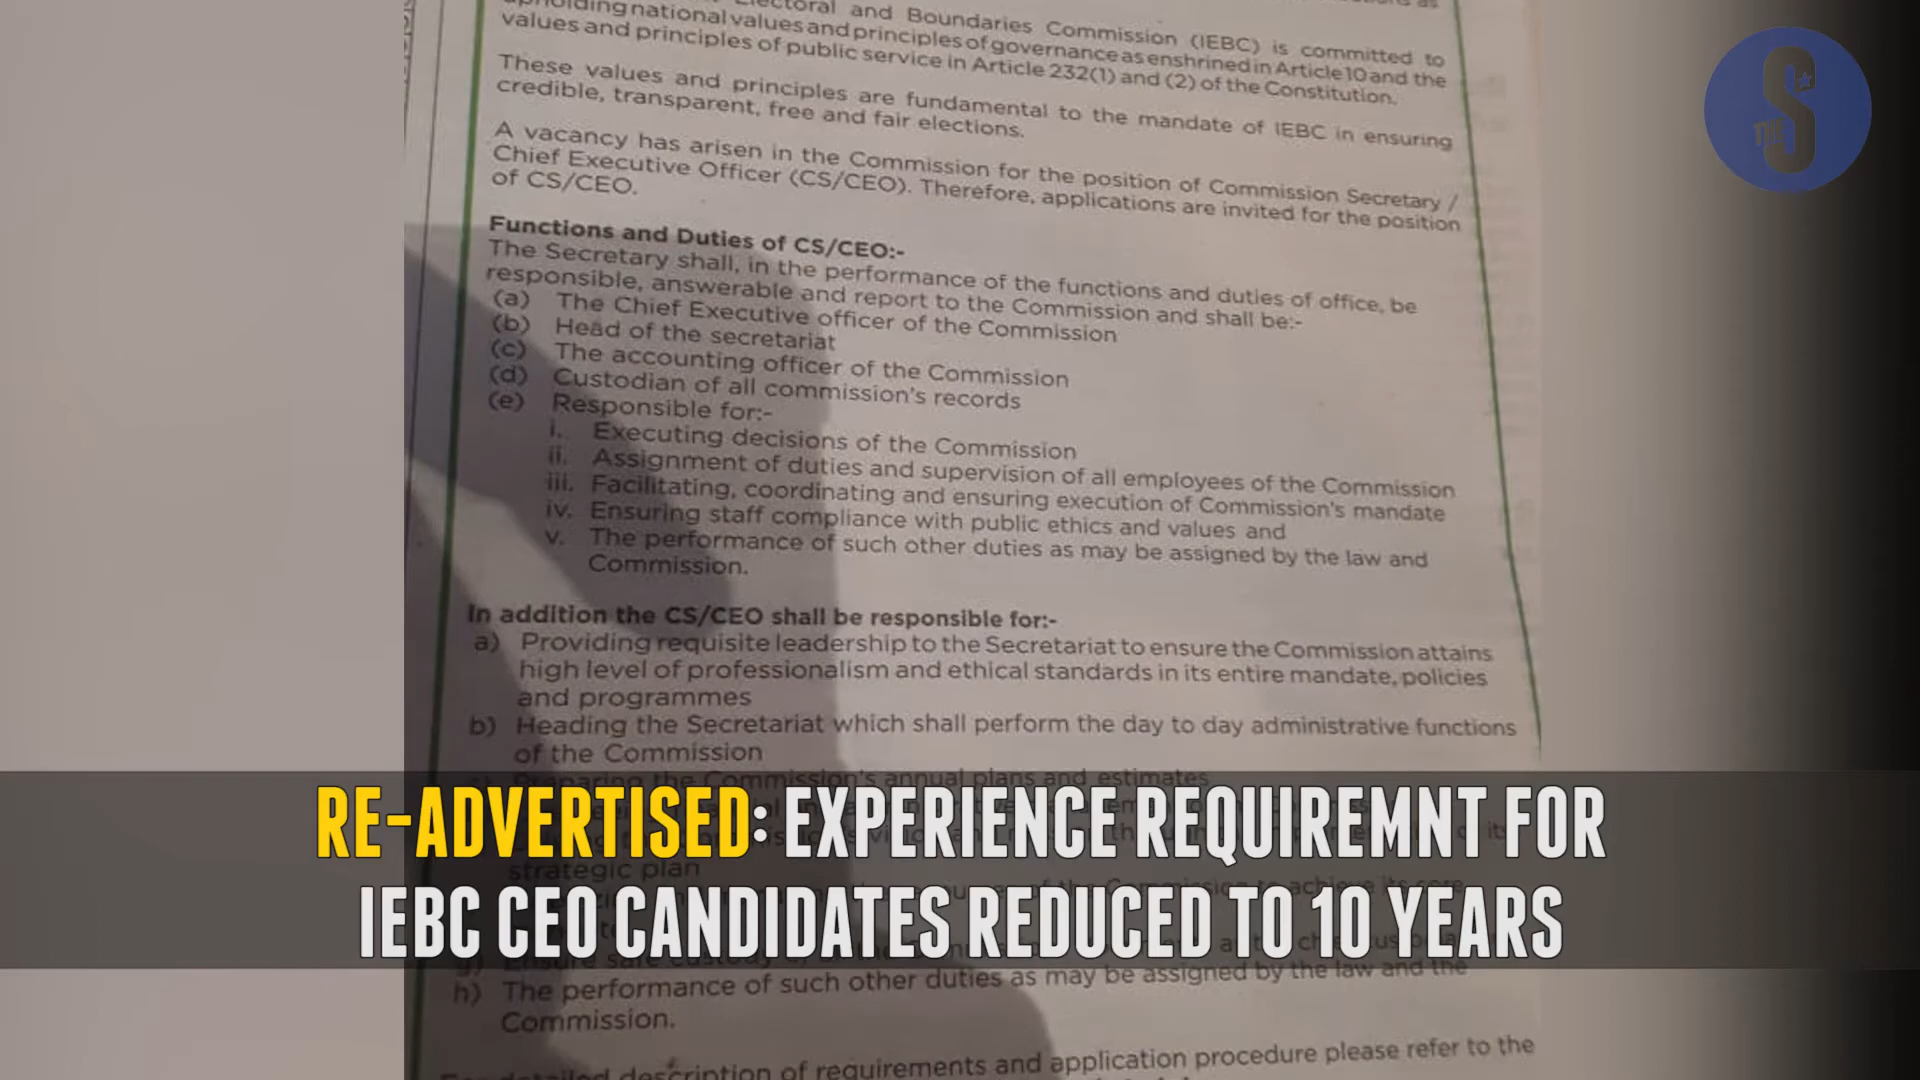 Electoral and Boundaries Commission (IEBC) is committed to
upholding national values and principles of governance as enshrined in Article 10 and the
values and principles of public service in Article 232(1) and (2) of the Constitution.
These values and principles are fundamental to the mandate of IEBC in ensuring
credible, transparent, free and fair elections.
A vacancy has arisen in the Commission for the position of Commission Secretary /
Chief Executive Officer (CS/CEO). Therefore, applications are invited for the position
of CS/CEO.
Functions and Duties of CS/CEO:-
The Secretary shall, in the performance of the functions and duties of office, be
responsible, answerable and report to the Commission and shall be:-
(a) The Chief Executive officer of the Commission
(b) Head of the secretariat
(c) The accounting officer of the Commission
(d) Custodian of all commission's records
(e) Responsible for:-
i. Executing decisions of the Commission
ii. Assignment of duties and supervision of all employees of the Commission
iii. Facilitating, coordinating and ensuring execution of Commission's mandate
iv. Ensuring staff compliance with public ethics and values and
v. The performance of such other duties as may be assigned by the law and
Commission.
In addition the CS/CEO shall be responsible for:-
a) Providing requisite leadership to the Secretariat to ensure the Commission attains
high level of professionalism and ethical standards in its entire mandate, policies
and programmes
b) Heading the Secretariat which shall perform the day to day administrative functions
of the Commission
Preparing the Commission's annual plans and estimates
strategic plan
h) The performance of such other duties as may be assigned by the law and the
Commission.
description of requirements and application procedure please refer to the
THE S
RE-ADVERTISED: EXPERIENCE REQUIREMNT FOR
IEBC CEO CANDIDATES REDUCED TO 10 YEARS